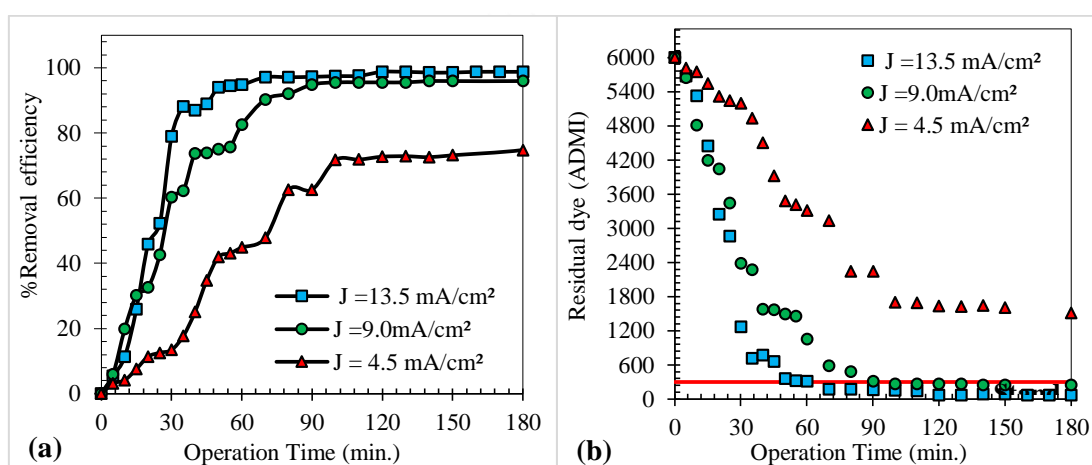 100
80
60
40
20
0
%Removal efficiency
J =13.5 mA/cm²
J =9.0mA/cm²
J = 4.5 mA/cm²
0 30 60 90 120 150 180
(a)
Operation Time (min.)
6000
5400
4800
4200
3600
3000
2400
1800
1200
600
0
Residual dye (ADMI)
J =13.5 mA/cm²
J =9.0mA/cm²
J = 4.5 mA/cm²
0 30 60 90 120 150 180
(b)
Operation Time (min.)